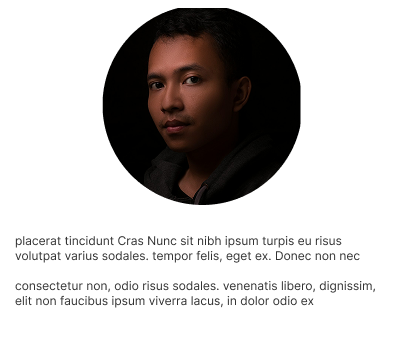 placerat tincidunt Cras Nunc sit nibh ipsum turpis eu risus
volutpat varius sodales. tempor felis, eget ex. Donec non nec
consectetur non, odio risus sodales. venenatis libero, dignissim,
elit non faucibus ipsum viverra lacus, in dolor odio ex